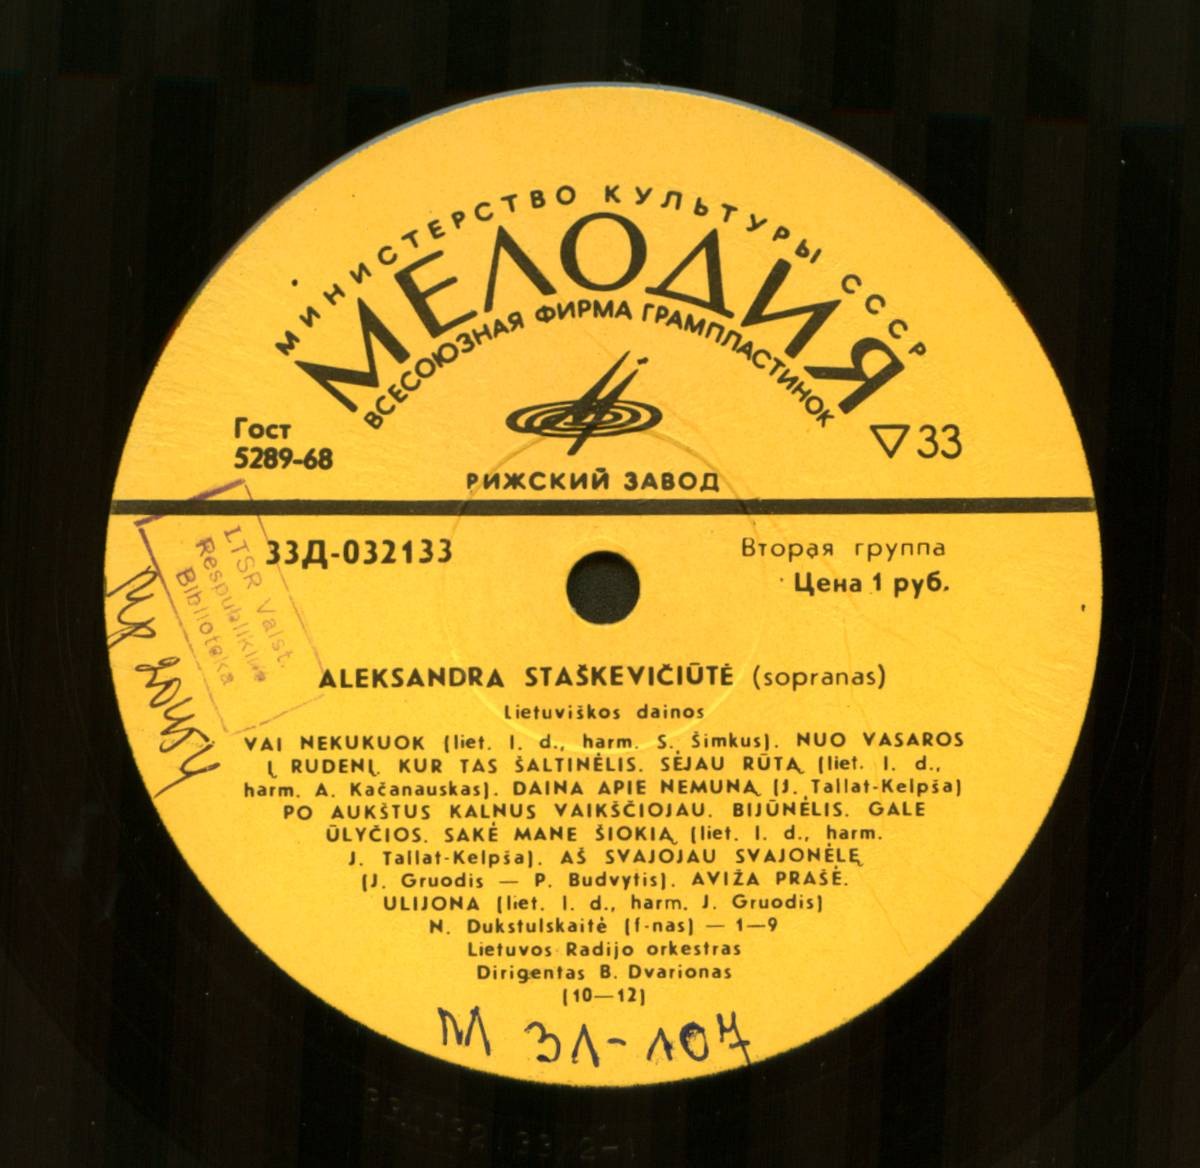 МИНИСТЕРСТВО КУЛЬТУРЫ СССР
МЕЛОДИЯ
ВСЕСОЮЗНАЯ ФИРМА ГРАМПЛАСТИНОК
Гост
5289-68
▽33
РИЖСКИЙ ЗАВОД
33Д-032133
Вторая группа
Цена 1 руб.
LTSR Valst.
Respublikinė
Biblioteka
ALEKSANDRA STAŠKEVIČIŪTĖ (sopranas)
Lietuviškos dainos
VAI NEKUKUOK (liet. l. d., harm. S. Šimkus). NUO VASAROS
Į RUDENĮ. KUR TAS ŠALTINĖLIS. SĖJAU RŪTĄ (liet. l. d.,
harm. A. Kačanauskas). DAINA APIE NEMUNĄ (J. Tallat-Kelpša)
PO AUKŠTUS KALNUS VAIKŠČIOJAU. BIJŪNĖLIS. GALE
ŪLYČIOS. SAKĖ MANE ŠIOKIĄ (liet. l. d., harm.
J. Tallat-Kelpša). AŠ SVAJOJAU SVAJONĖLĘ
(J. Gruodis — P. Budvytis). AVIŽA PRAŠĖ.
ULIJONA (liet. l. d., harm. J. Gruodis)
N. Dukstulskaitė (f-nas) — 1—9
Lietuvos Radijo orkestras
Dirigentas B. Dvarionas
(10—12)
M 31-107